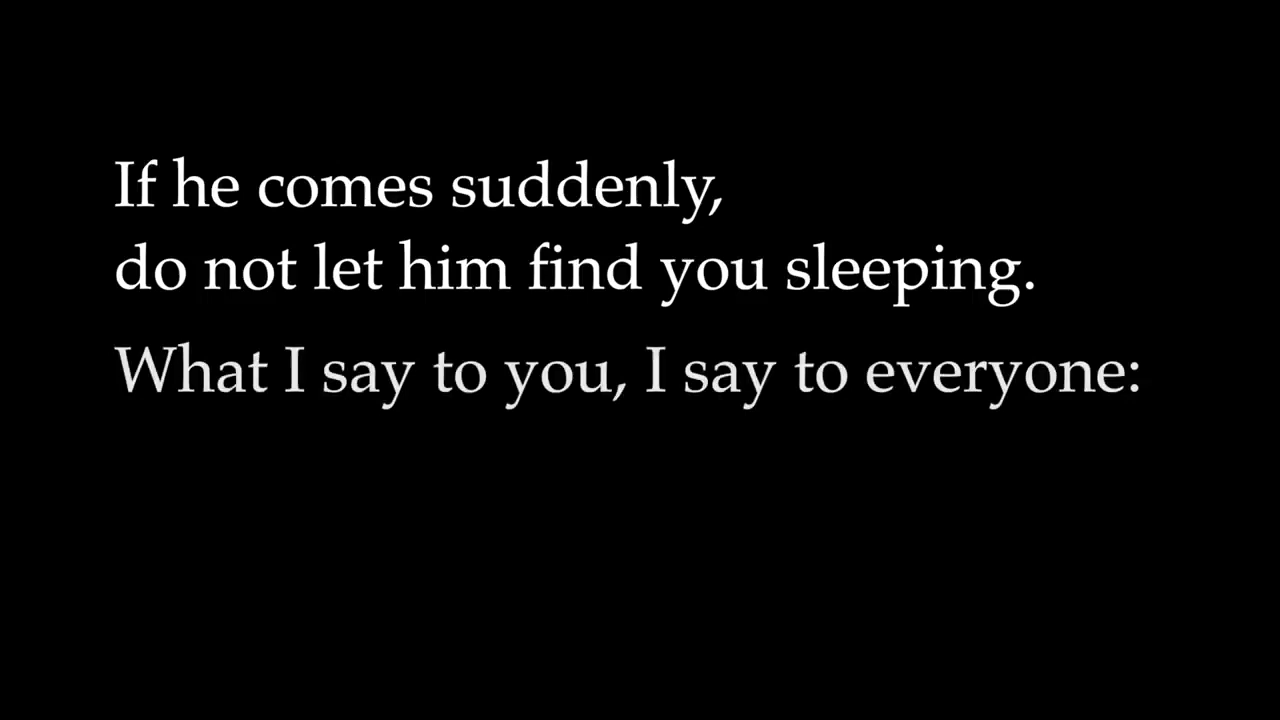 If he comes suddenly,
do not let him find you sleeping.
What I say to you, I say to everyone: